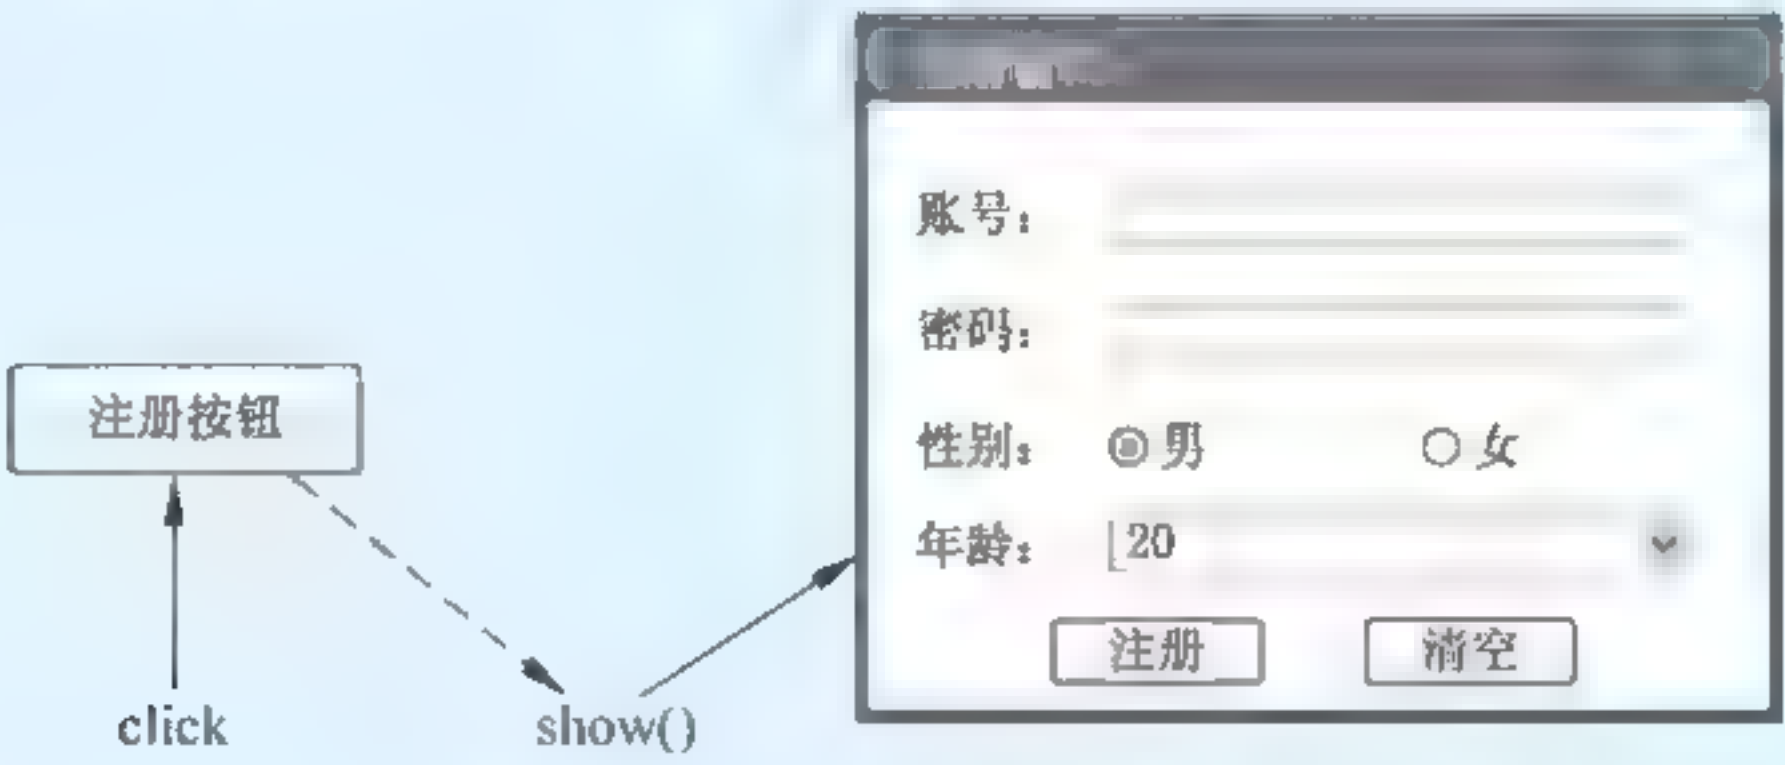 账号：
密码：
注册按钮
性别： 男 女
年龄： 20
注册 清空
click
show()